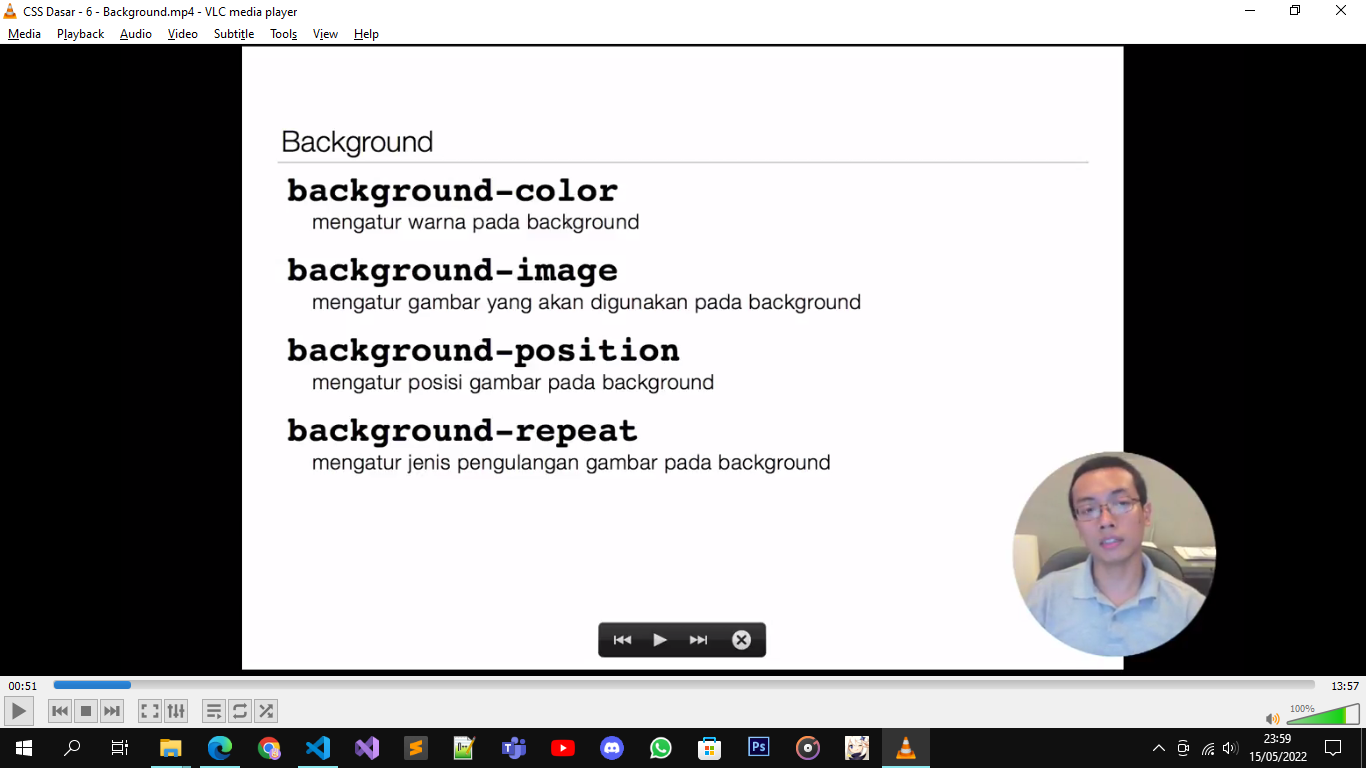 CSS Dasar - 6 - Background.mp4 - VLC media player
Media Playback Audio Video Subtitle Tools View Help
Background
background-color
mengatur warna pada background
background-image
mengatur gambar yang akan digunakan pada background
background-position
mengatur posisi gambar pada background
background-repeat
mengatur jenis pengulangan gambar pada background
00:51
13:57
100%
Ps
23:59
15/05/2022